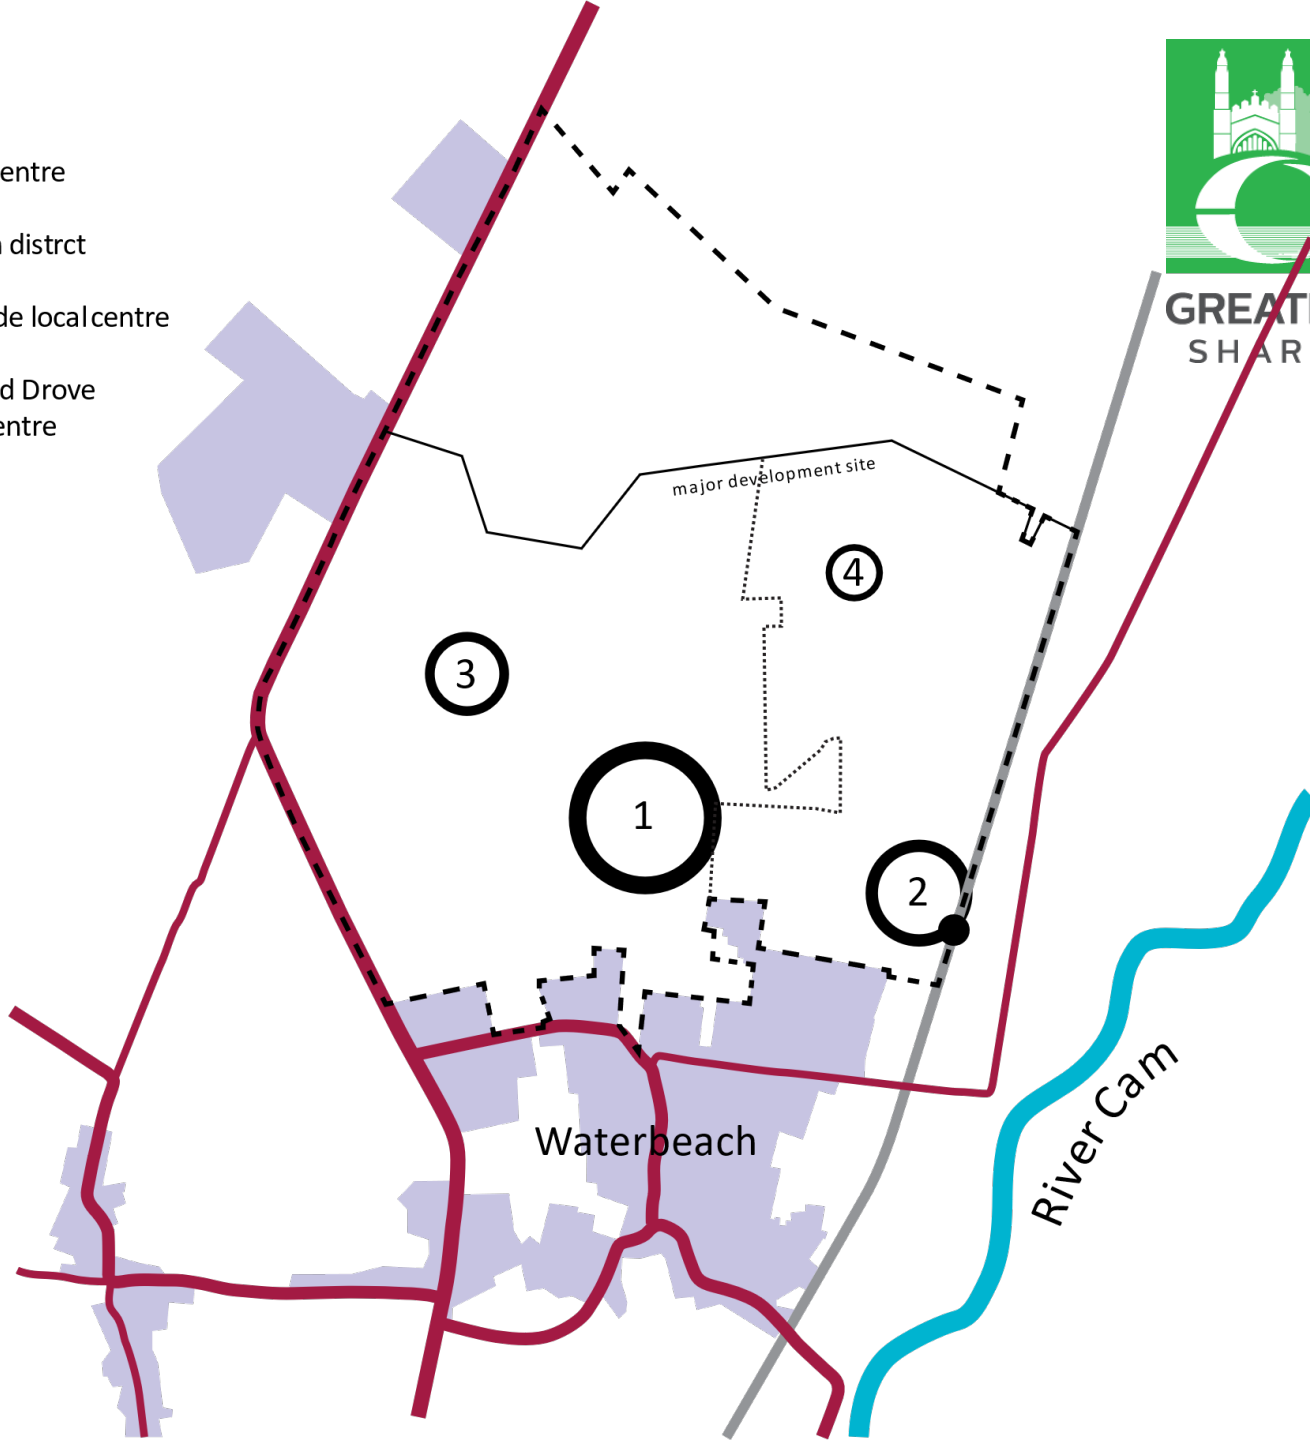 entre
distrct
de local centre
d Drove
entre
GREAT
SHAR
major development site
4
3
1
2
Waterbeach
River Cam